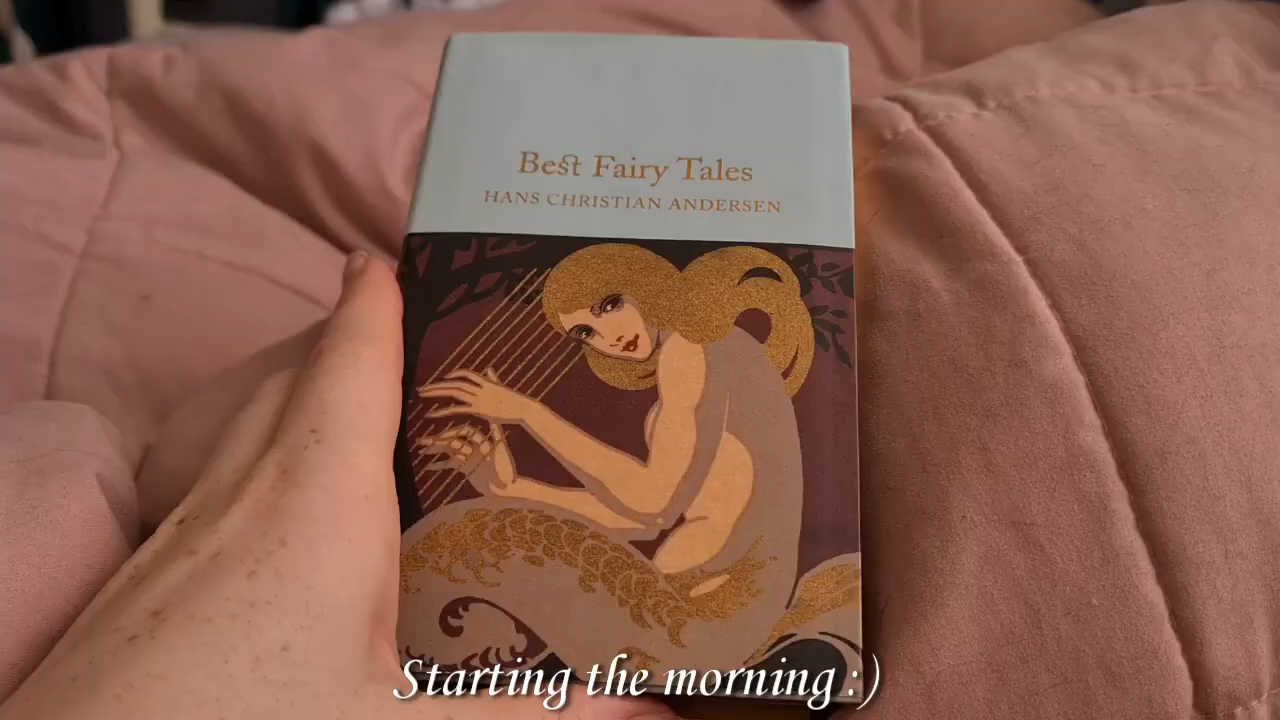 Best Fairy Tales
HANS CHRISTIAN ANDERSEN
Starting the morning :)